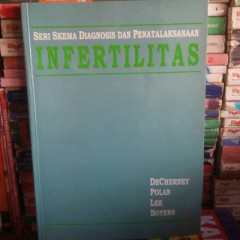 Seri Skema Diagnosis dan Penatalaksanaan
INFERTILITAS
DeCherney
Polan
Lee
Boyers